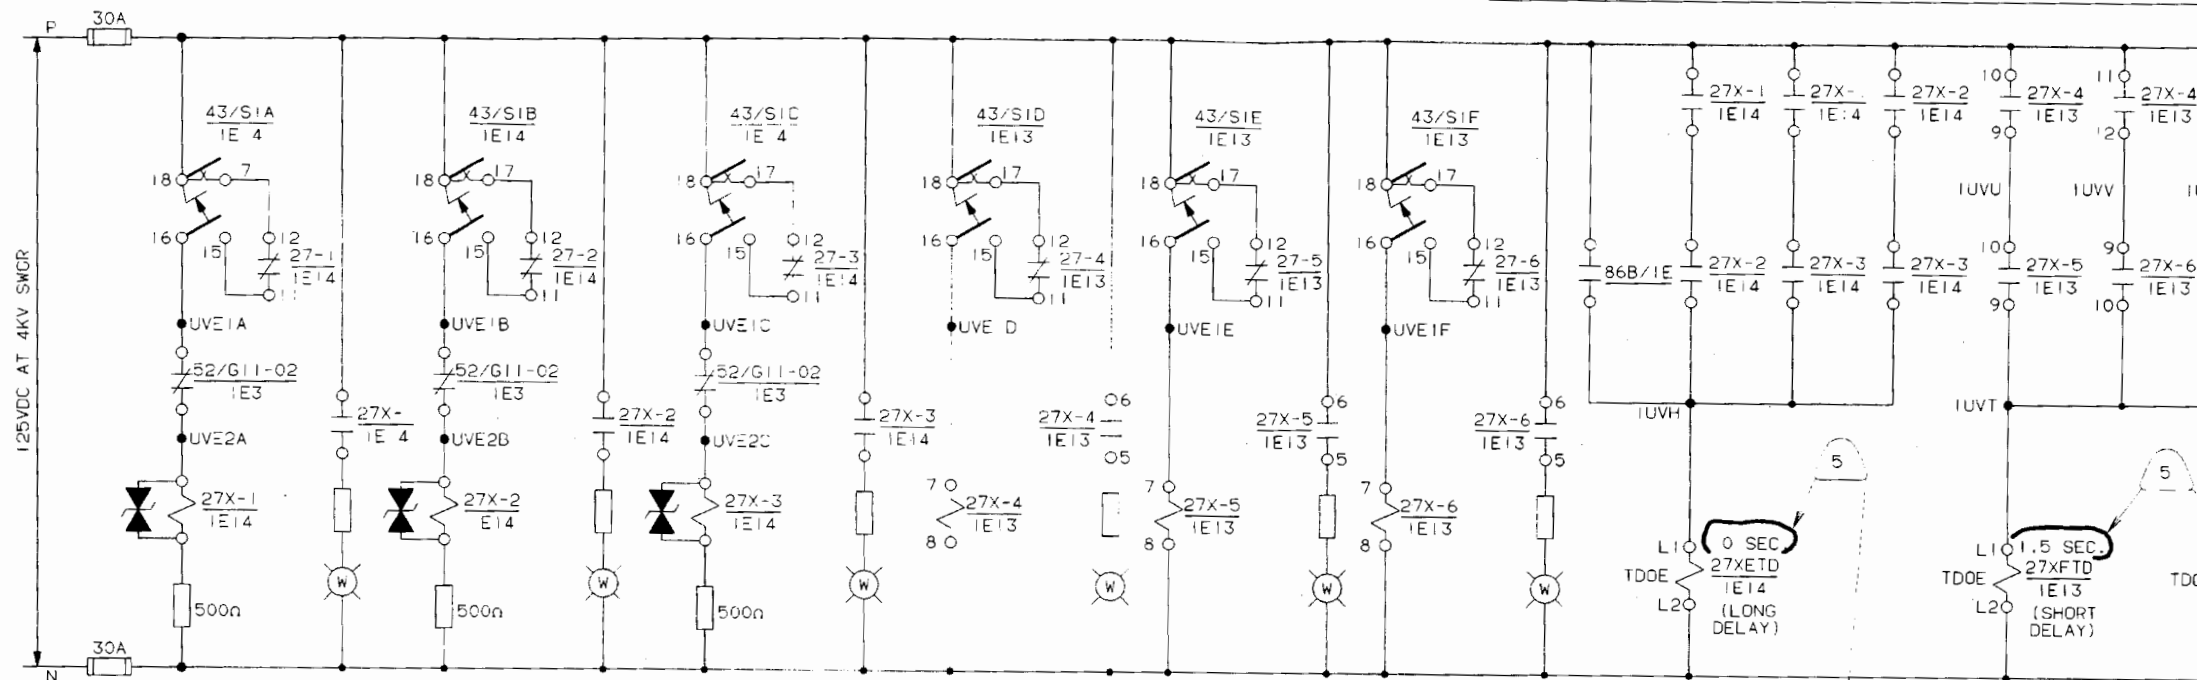 P
30A
125VDC AT 4KV SWGR
43/S1A
1E 4
18
7
16
15
12
27-1
1E14
11
UVE1A
52/G11-02
1E3
UVE2A
27X-1
1E14
500Ω
27X-
1E 4
W
43/S1B
1E14
18
17
16
15
12
27-2
1E14
11
UVE1B
52/G11-02
1E3
UVE2B
27X-2
E14
500Ω
27X-2
1E14
W
43/S1C
1E 4
18
17
16
15
12
27-3
1E14
11
UVE1C
52/G11-02
1E3
UVE2C
27X-3
1E14
500Ω
27X-3
1E14
W
43/S1D
1E13
18
17
16
15
12
27-4
1E13
11
UVE D
7
27X-4
1E13
8
6
27X-4
1E13
5
W
43/S1E
1E13
18
17
16
15
12
27-5
1E13
11
UVE1E
7
27X-5
1E13
8
6
27X-5
1E13
5
W
43/S1F
1E13
18
17
16
15
12
27-6
1E13
11
UVE1F
7
27X-6
1E13
8
6
27X-6
1E13
5
W
86B/1E
27X-1
1E14
27X-2
1E14
27X-
1E14
27X-3
1E14
27X-2
1E14
27X-3
1E14
1UVH
5
L1
0 SEC
TDOE
27XETD
1E14
L2
(LONG
DELAY)
10
27X-4
1E13
9
1UVU
10
27X-5
1E13
9
1UVT
11
27X-4
1E13
12
1UVV
9
27X-6
1E13
10
5
L1
1.5 SEC.
TDOE
27XFTD
1E13
L2
(SHORT
DELAY)
30A
N